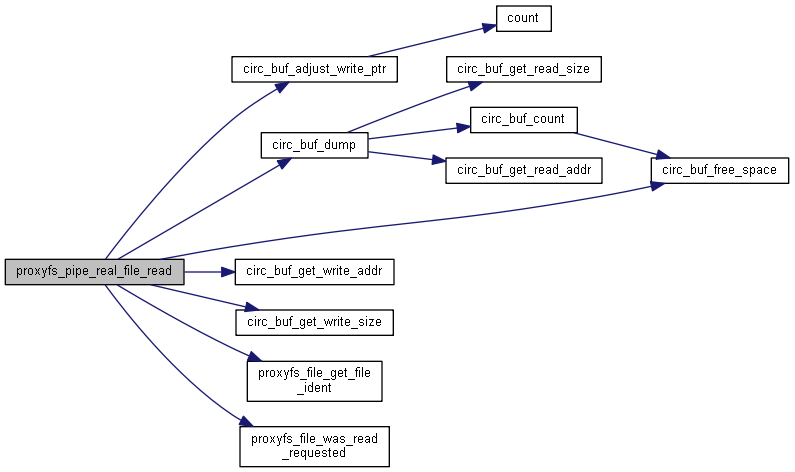 count
circ_buf_adjust_write_ptr
circ_buf_get_read_size
circ_buf_count
circ_buf_dump
circ_buf_get_read_addr
circ_buf_free_space
proxyfs_pipe_real_file_read
circ_buf_get_write_addr
circ_buf_get_write_size
proxyfs_file_get_file
_ident
proxyfs_file_was_read
_requested